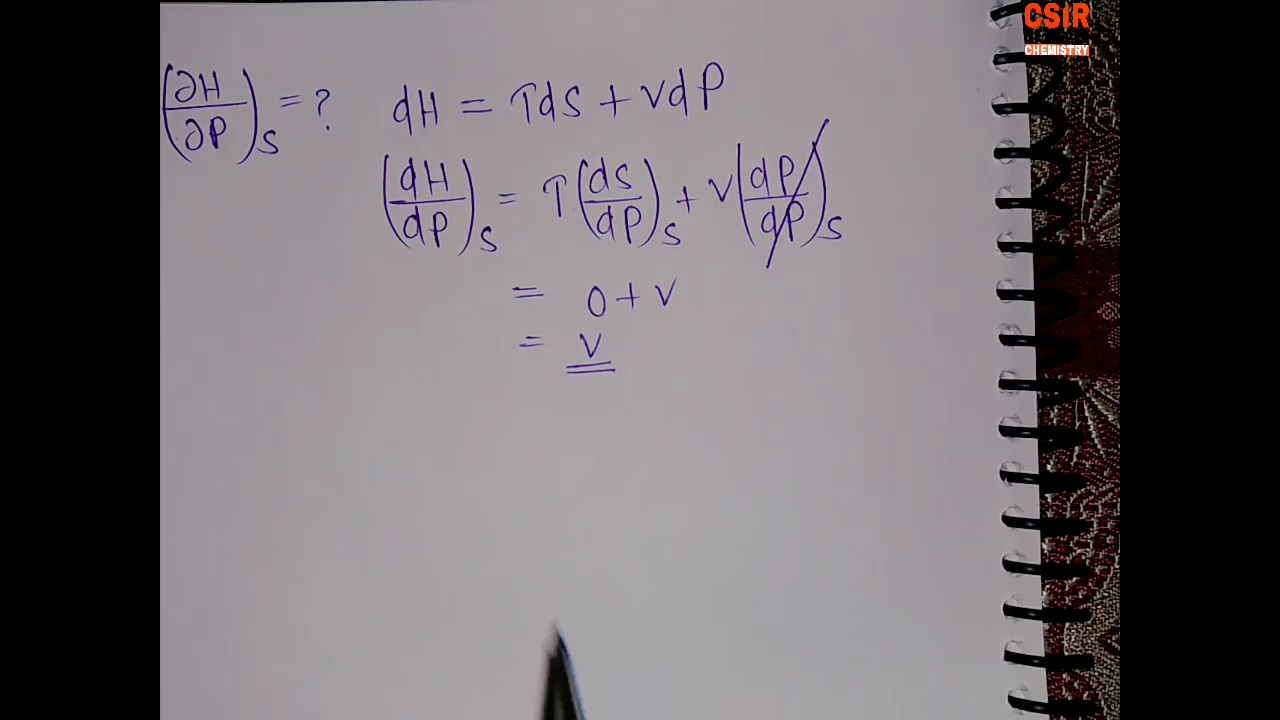 CSIR
CHEMISTRY
(∂H/∂P)_S = ? dH = TdS + VdP
(dH/dP)_S = T(dS/dP)_S + V(dP/dP)_S
= 0 + V
= V